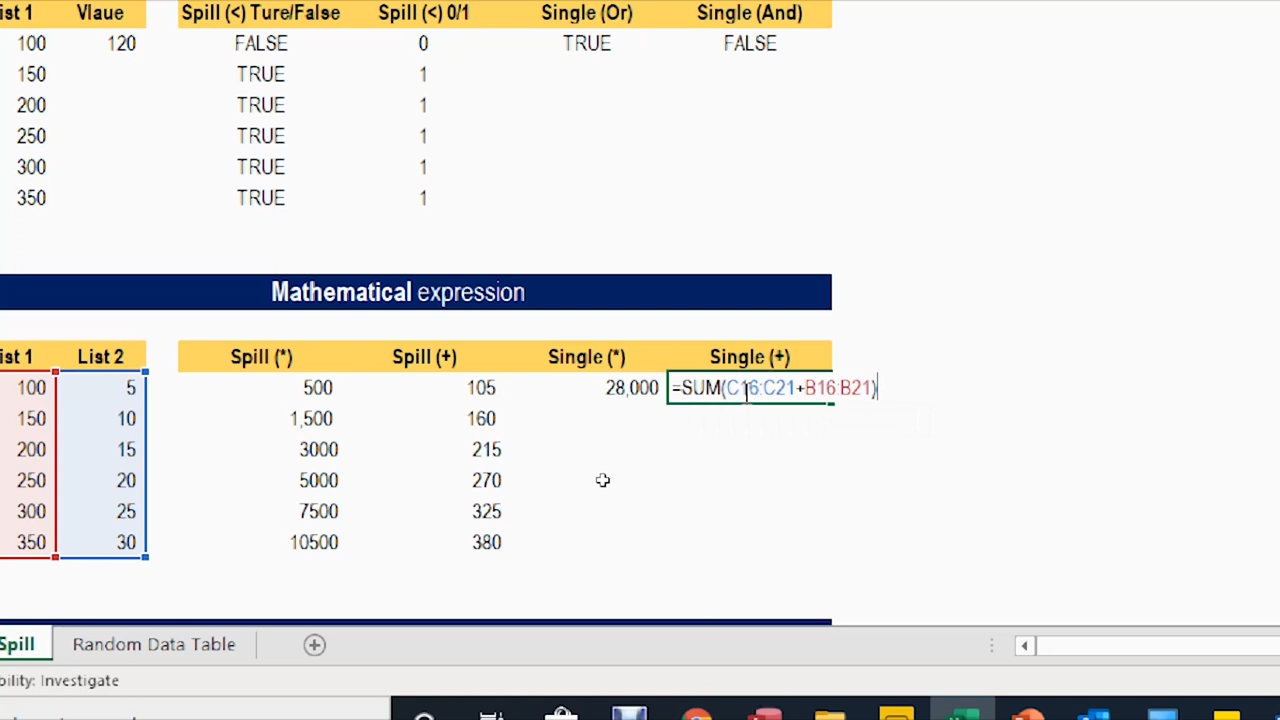 ist 1 Vlaue Spill (<) Ture/False Spill (<) 0/1 Single (Or) Single (And)
100 120 FALSE 0 TRUE FALSE
150 TRUE 1
200 TRUE 1
250 TRUE 1
300 TRUE 1
350 TRUE 1
Mathematical expression
ist 1 List 2 Spill (*) Spill (+) Single (*) Single (+)
100 5 500 105 28,000 =SUM(C16:C21+B16:B21)
150 10 1,500 160
200 15 3000 215
250 20 5000 270
300 25 7500 325
350 30 10500 380
Spill Random Data Table
bility: Investigate